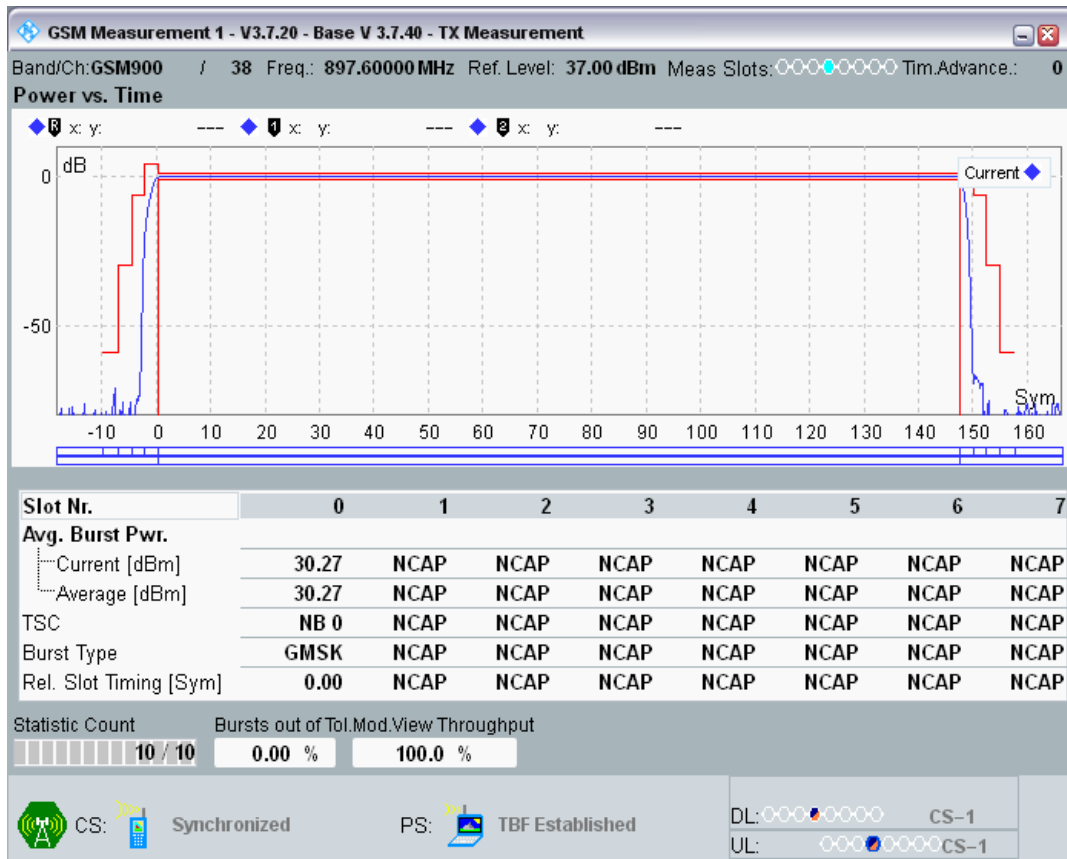 GSM Measurement 1 - V3.7.20 - Base V 3.7.40 - TX Measurement
Band/Ch:GSM900 / 38 Freq.: 897.60000 MHz Ref. Level: 37.00 dBm Meas Slots: Tim.Advance.: 0
Power vs. Time
R x: y: --- 1 x: y: --- 2 x: y: ---
dB
Current
0
-50
Sym
-10 0 10 20 30 40 50 60 70 80 90 100 110 120 130 140 150 160
Slot Nr. 0 1 2 3 4 5 6 7
Avg. Burst Pwr.
Current [dBm] 30.27 NCAP NCAP NCAP NCAP NCAP NCAP NCAP
Average [dBm] 30.27 NCAP NCAP NCAP NCAP NCAP NCAP NCAP
TSC NB 0 NCAP NCAP NCAP NCAP NCAP NCAP NCAP
Burst Type GMSK NCAP NCAP NCAP NCAP NCAP NCAP NCAP
Rel. Slot Timing [Sym] 0.00 NCAP NCAP NCAP NCAP NCAP NCAP NCAP
Statistic Count Bursts out of Tol.Mod.View Throughput
10 / 10 0.00 % 100.0 %
CS: Synchronized PS: TBF Established
DL: CS-1
UL: CS-1